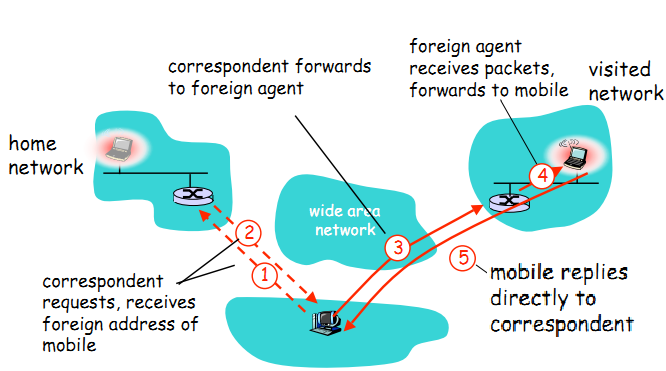 correspondent forwards
to foreign agent
foreign agent
receives packets,
forwards to mobile
visited
network
home
network
wide area
network
4
2
3
1
5
correspondent
requests, receives
foreign address of
mobile
mobile replies
directly to
correspondent